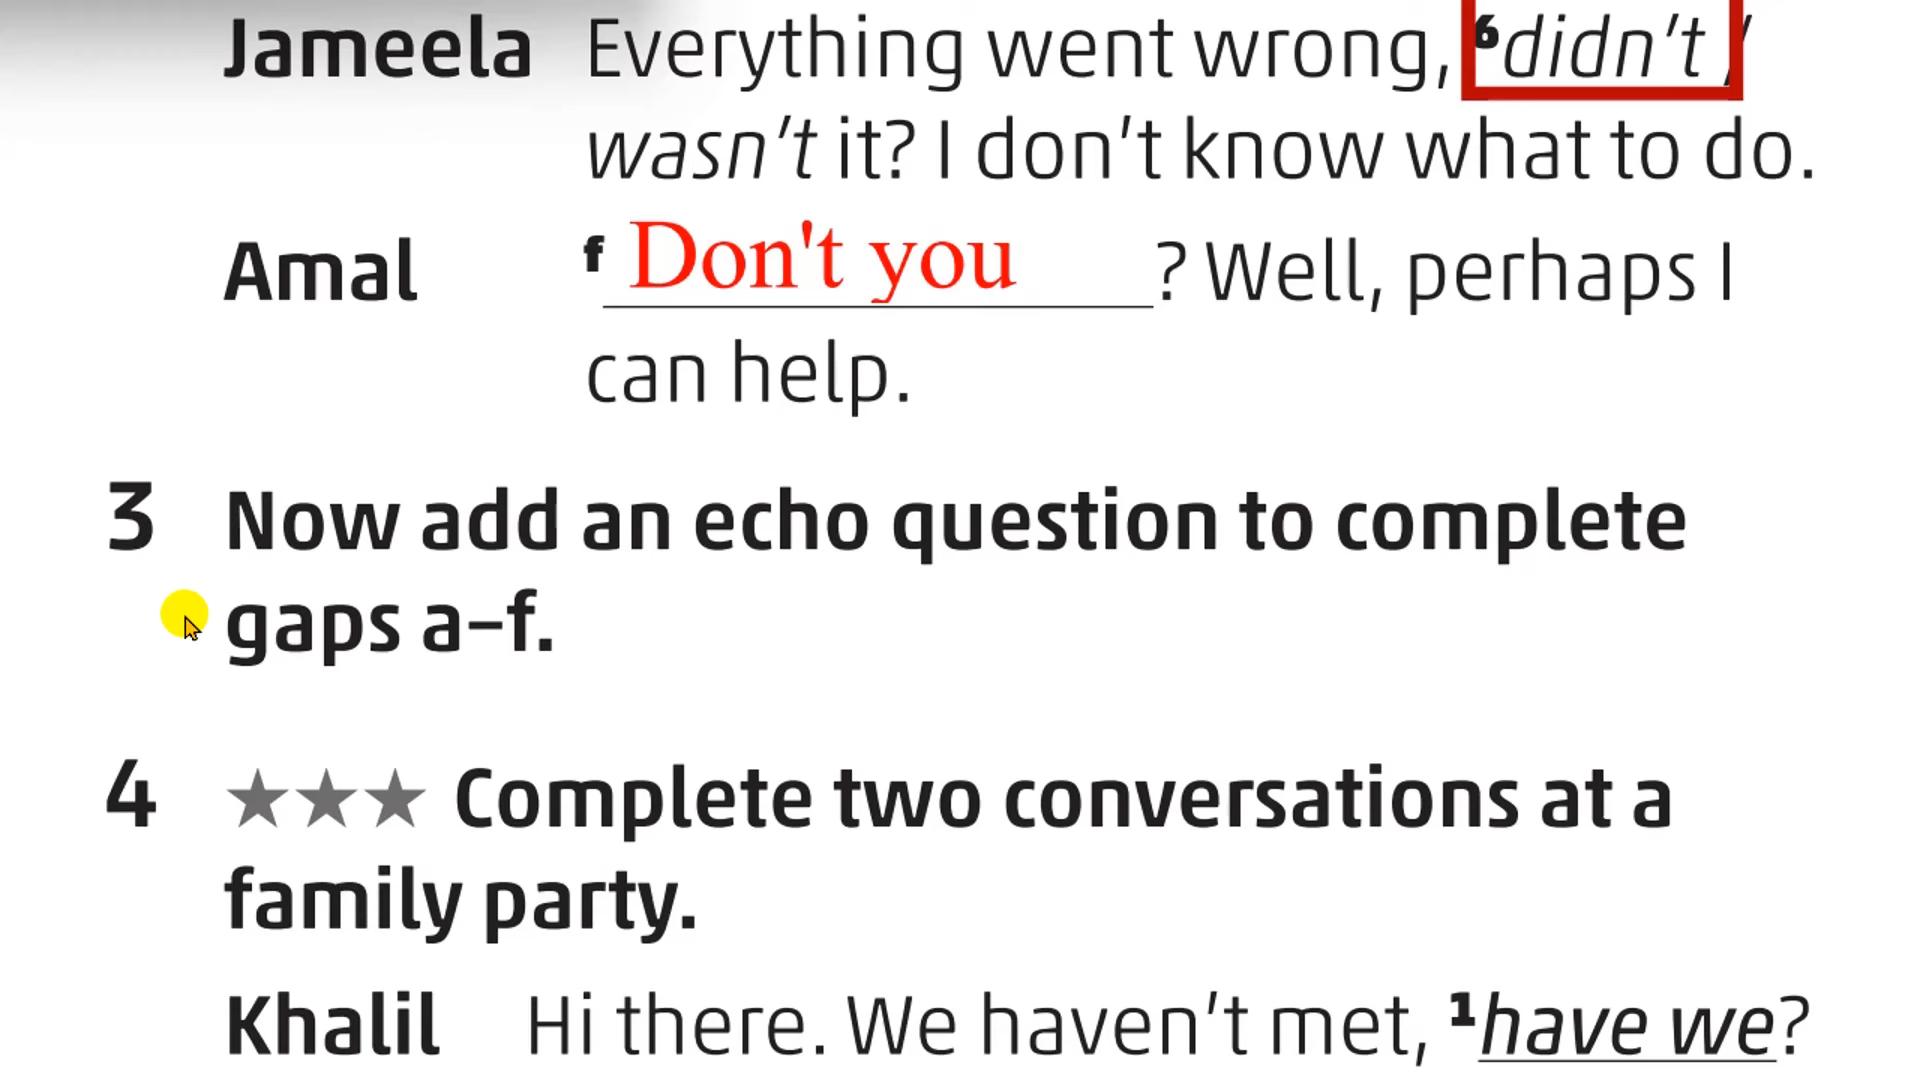 Jameela Everything went wrong, ⁶didn't /
wasn't it? I don't know what to do.
Amal ᶠ Don't you ? Well, perhaps I
can help.
3 Now add an echo question to complete
gaps a–f.
4 ★★★ Complete two conversations at a
family party.
Khalil Hi there. We haven't met, ¹have we?